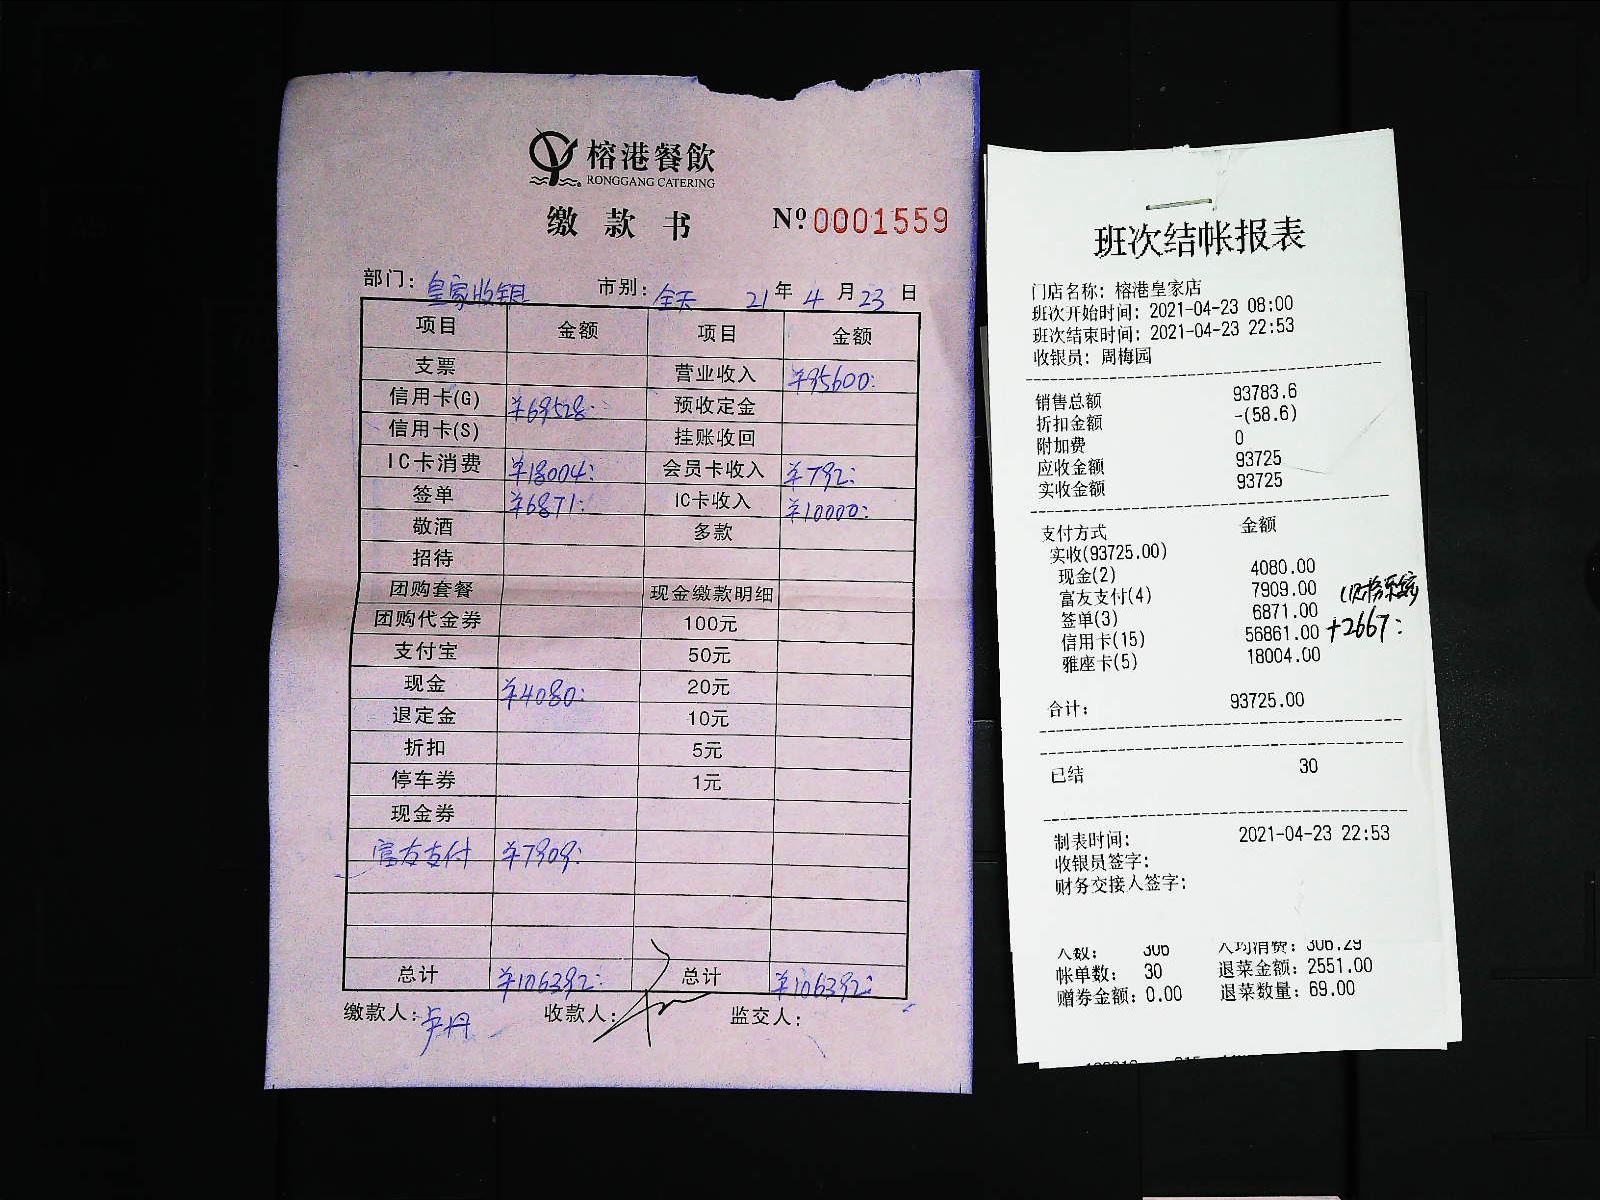 榕港餐飲
RONGGANG CATERING
缴款书 Nº:0001559
部门:皇家收银 市别:全天 21年4月23日
项目 金额 项目 金额
支票 营业收入 ¥95600:
信用卡(G) ¥69528: 预收定金
信用卡(S) 挂账收回
IC卡消费 ¥18004: 会员卡收入 ¥792:
签单 ¥6871: IC卡收入 ¥10000:
敬酒 多款
招待
团购套餐 现金缴款明细
团购代金券 100元
支付宝 50元
现金 ¥4080: 20元
退定金 10元
折扣 5元
停车券 1元
现金券
富友支付 ¥7909:
总计 ¥106392: 总计 ¥106392:
缴款人:卢丹 收款人: 监交人:
班次结帐报表
门店名称: 榕港皇家店
班次开始时间: 2021-04-23 08:00
班次结束时间: 2021-04-23 22:53
收银员: 周梅园
销售总额 93783.6
折扣金额 -(58.6)
附加费 0
应收金额 93725
实收金额 93725
支付方式 金额
实收(93725.00)
现金(2) 4080.00
富友支付(4) 7909.00
签单(3) 6871.00
信用卡(15) 56861.00 +2667:
雅座卡(5) 18004.00
合计: 93725.00
已结 30
制表时间: 2021-04-23 22:53
收银员签字:
财务交接人签字:
人数: 306 人均消费: 306.29
帐单数: 30 退菜金额: 2551.00
赠券金额: 0.00 退菜数量: 69.00